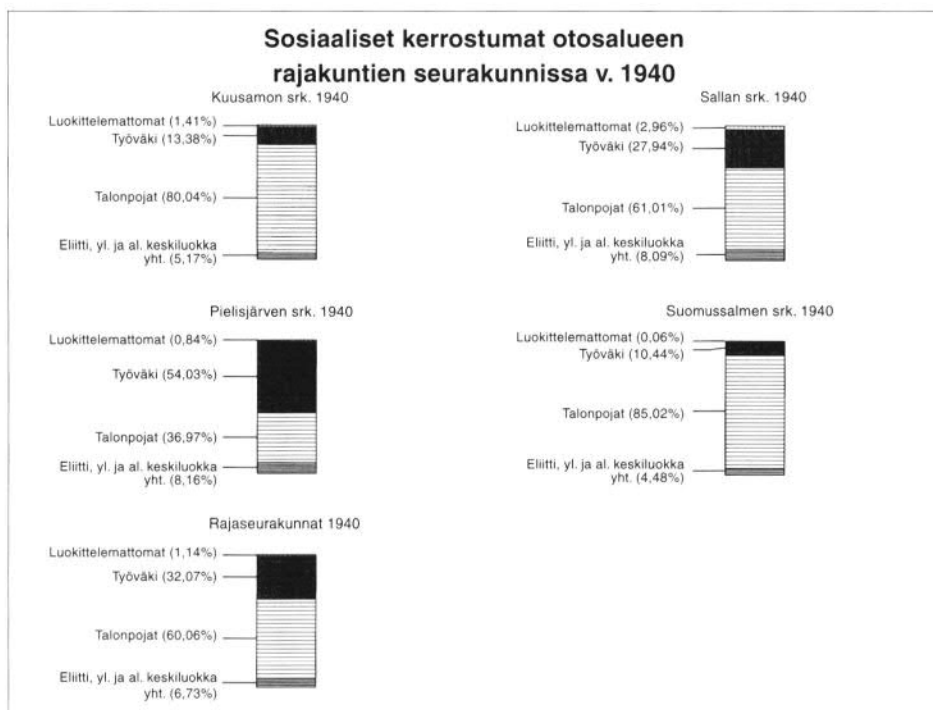 Sosiaaliset kerrostumat otosalueen
rajakuntien seurakunnissa v. 1940
Kuusamon srk. 1940
Luokittelemattomat (1,41%)
Työväki (13,38%)
Talonpojat (80,04%)
Eliitti, yl. ja al. keskiluokka
yht. (5,17%)
Sallan srk. 1940
Luokittelemattomat (2,96%)
Työväki (27,94%)
Talonpojat (61,01%)
Eliitti, yl. ja al. keskiluokka
yht. (8,09%)
Pielisjärven srk. 1940
Luokittelemattomat (0,84%)
Työväki (54,03%)
Talonpojat (36,97%)
Eliitti, yl. ja al. keskiluokka
yht. (8,16%)
Suomussalmen srk. 1940
Luokittelemattomat (0,06%)
Työväki (10,44%)
Talonpojat (85,02%)
Eliitti, yl. ja al. keskiluokka
yht. (4,48%)
Rajaseurakunnat 1940
Luokittelemattomat (1,14%)
Työväki (32,07%)
Talonpojat (60,06%)
Eliitti, yl. ja al. keskiluokka
yht. (6,73%)